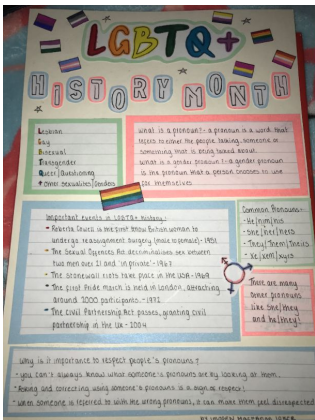 LGBTQ+
HISTORY MONTH
Lesbian
Gay
Bisexual
Transgender
Queer/Questioning
+ other sexualities/Genders
what is a pronoun?- a pronoun is a word that
refers to either the people talking, someone or
something that is being talked about.
what is a gender pronoun?- a gender pronoun
is the pronoun that a person chooses to use
for themselves
Important events in LGBTQ+ history:
- Roberta Cowell is the first know British woman to
undergo reassignment surgery (male to female)- 1951
- The Sexual Offences Act decriminalises sex between
two men over 21 and 'in private'- 1967
- The stonewall riots take place in the USA- 1969
- The first Pride march is held in London, attracting
around 2000 participants- 1972
- The Civil Partnership Act passes, granting civil
partnership in the UK- 2004
Common Pronouns-
- He/him/his
- she/her/hers
- They/Them/Theirs
- Xe/xem/xyrs
There are many
other pronouns
like she/they
and he/they!
Why is it importance to respect people's pronouns?
- you can't always know what someone's pronouns are by looking at them.
- Asking and correctly using someone's pronouns is a sign of respect!
- when someone is referred to with the wrong pronouns, it can make them feel disrespected
BY IMOGEN